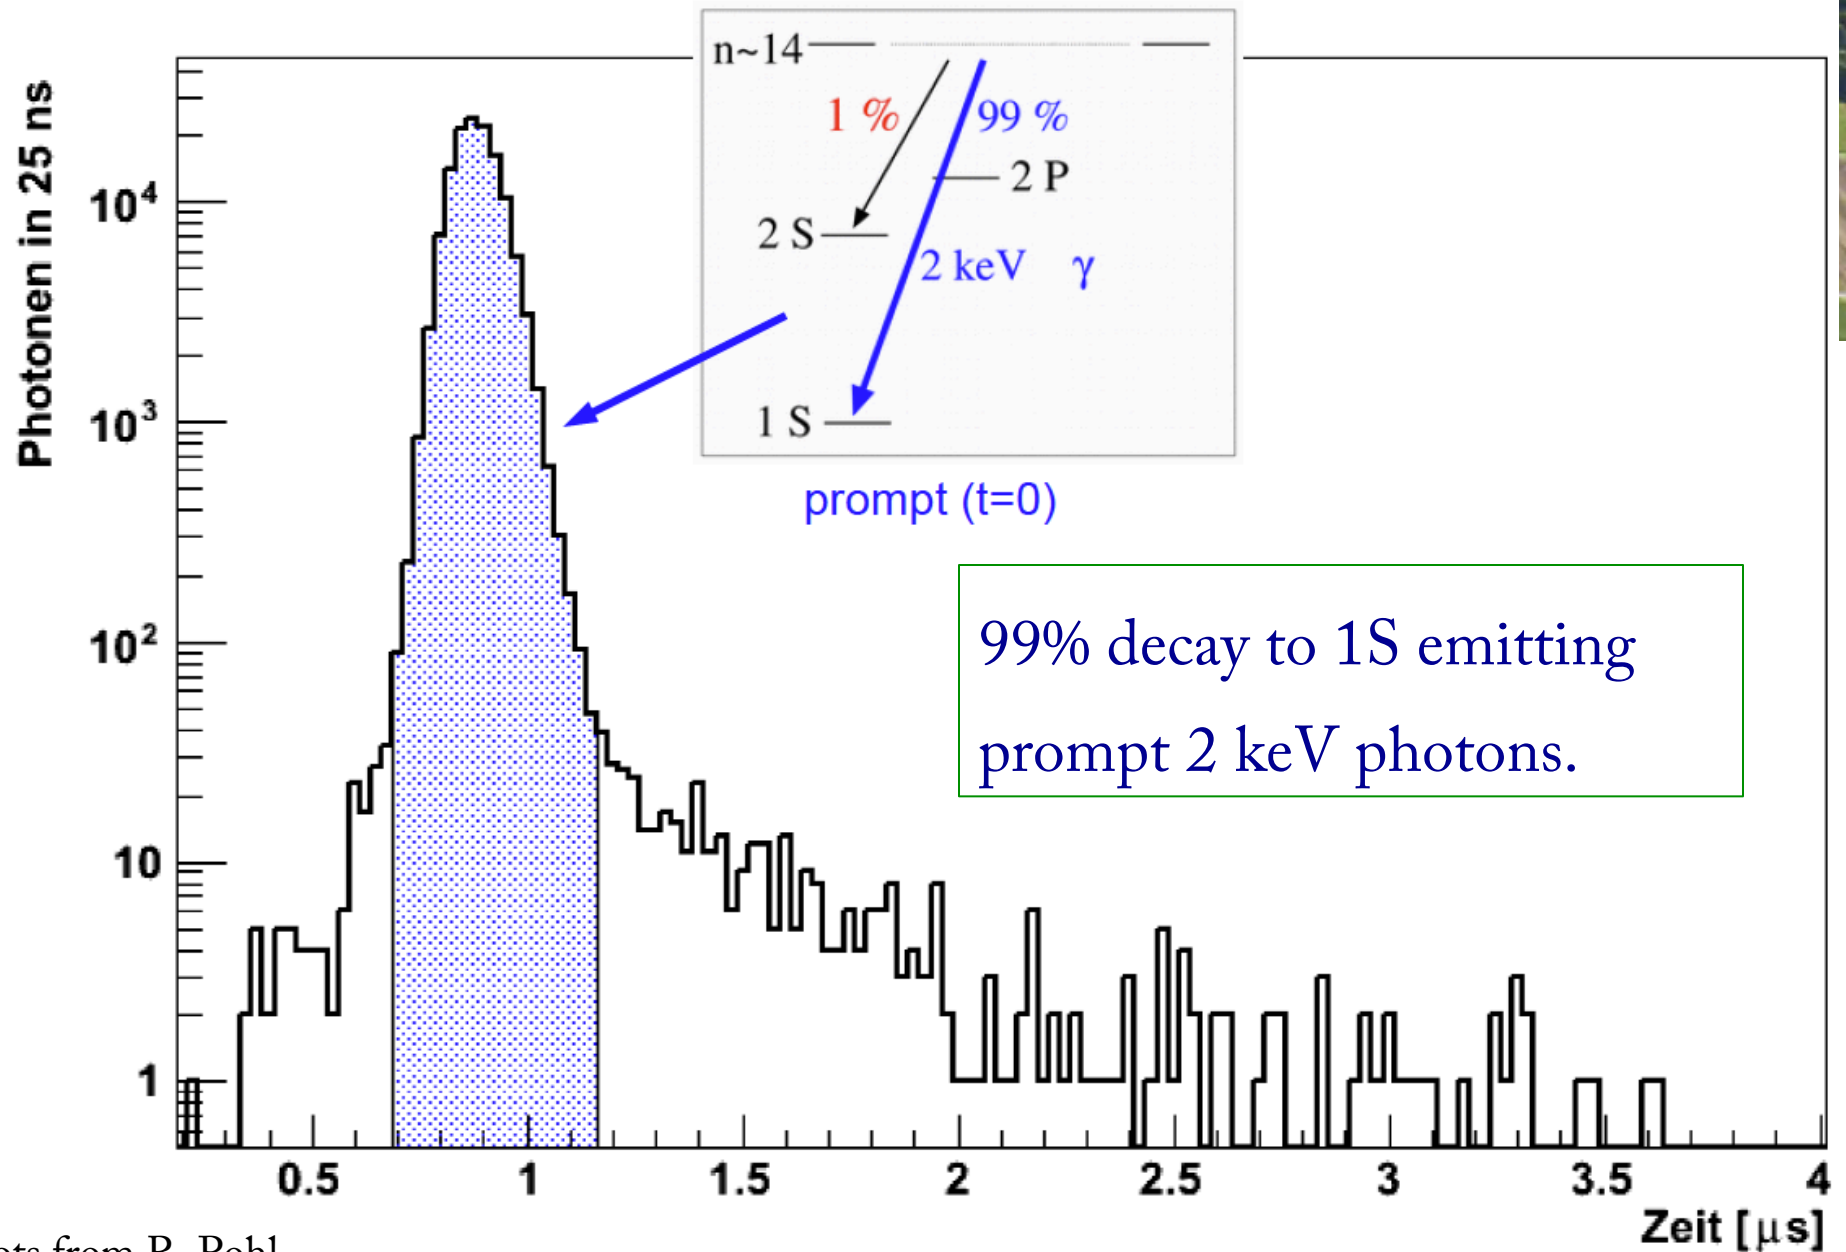 Photonen in 25 ns
n~14
1 %
99 %
2 P
2 S
2 keV γ
1 S
prompt (t=0)
99% decay to 1S emitting
prompt 2 keV photons.
10⁴
10³
10²
10
1
0.5 1 1.5 2 2.5 3 3.5 4
Zeit [μs]
from R. Pohl